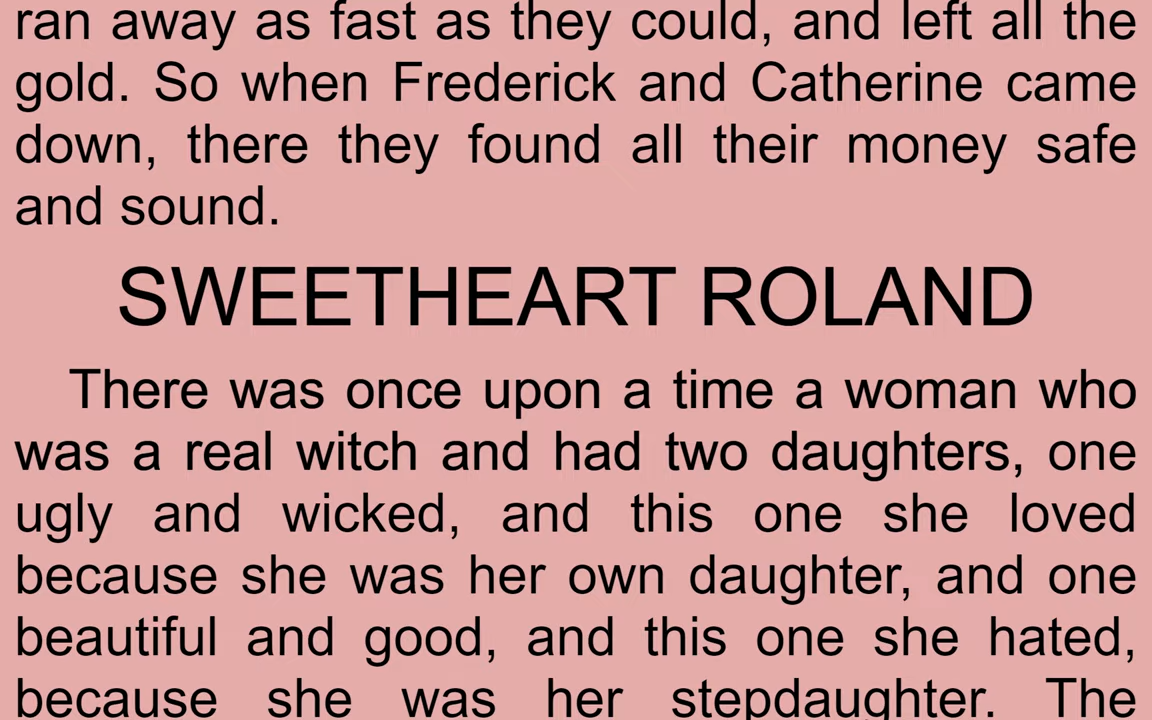 ran away as fast as they could, and left all the
gold. So when Frederick and Catherine came
down, there they found all their money safe
and sound.
SWEETHEART ROLAND
There was once upon a time a woman who
was a real witch and had two daughters, one
ugly and wicked, and this one she loved
because she was her own daughter, and one
beautiful and good, and this one she hated,
because she was her stepdaughter. The